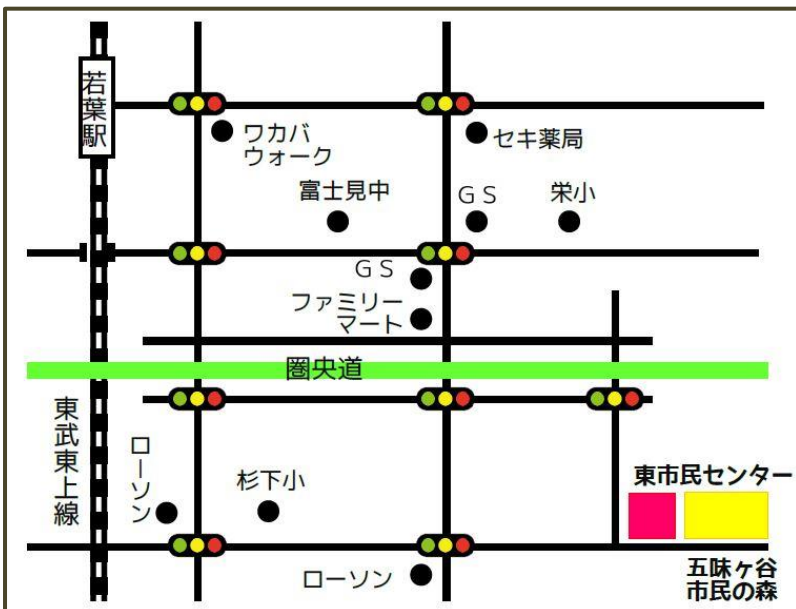 若葉駅
ワカバ
ウォーク
セキ薬局
富士見中
ＧＳ
栄小
ＧＳ
ファミリー
マート
圏央道
東武東上線
ローソン
杉下小
東市民センター
ローソン
五味ヶ谷
市民の森